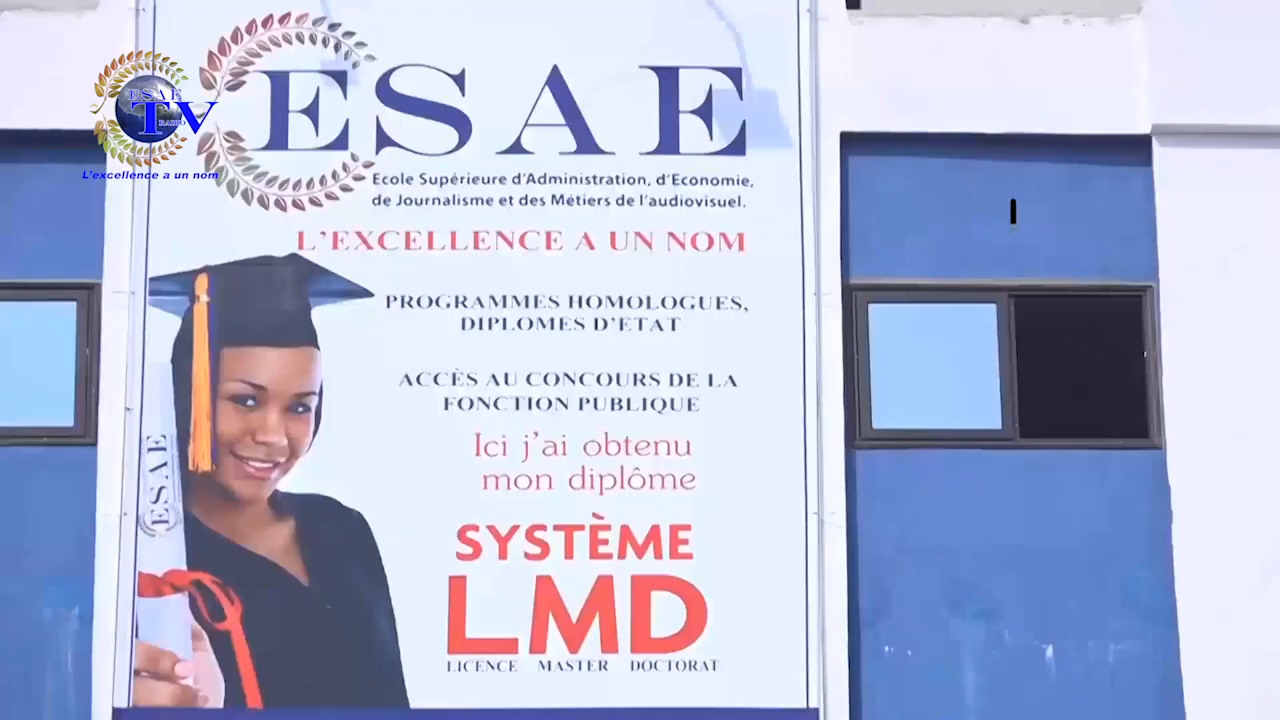 ESAE
TV
RADIO
L'excellence a un nom
ESAE
Ecole Supérieure d'Administration, d'Economie,
de Journalisme et des Métiers de l'audiovisuel.
L'EXCELLENCE A UN NOM
PROGRAMMES HOMOLOGUES,
DIPLOMES D'ETAT
ACCÈS AU CONCOURS DE LA
FONCTION PUBLIQUE
Ici j'ai obtenu
mon diplôme
SYSTÈME
LMD
LICENCE MASTER DOCTORAT
ESAE